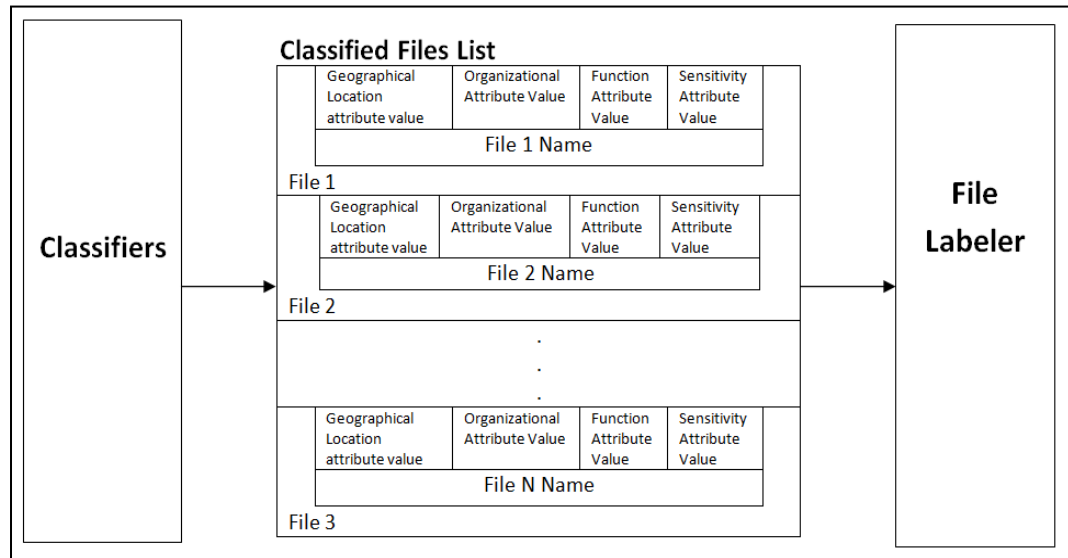 Classifiers
Classified Files List
Geographical
Location
attribute value
Organizational
Attribute Value
Function
Attribute
Value
Sensitivity
Attribute
Value
File 1 Name
File 1
Geographical
Location
attribute value
Organizational
Attribute Value
Function
Attribute
Value
Sensitivity
Attribute
Value
File 2 Name
File 2
.
.
.
Geographical
Location
attribute value
Organizational
Attribute Value
Function
Attribute
Value
Sensitivity
Attribute
Value
File N Name
File 3
File
Labeler